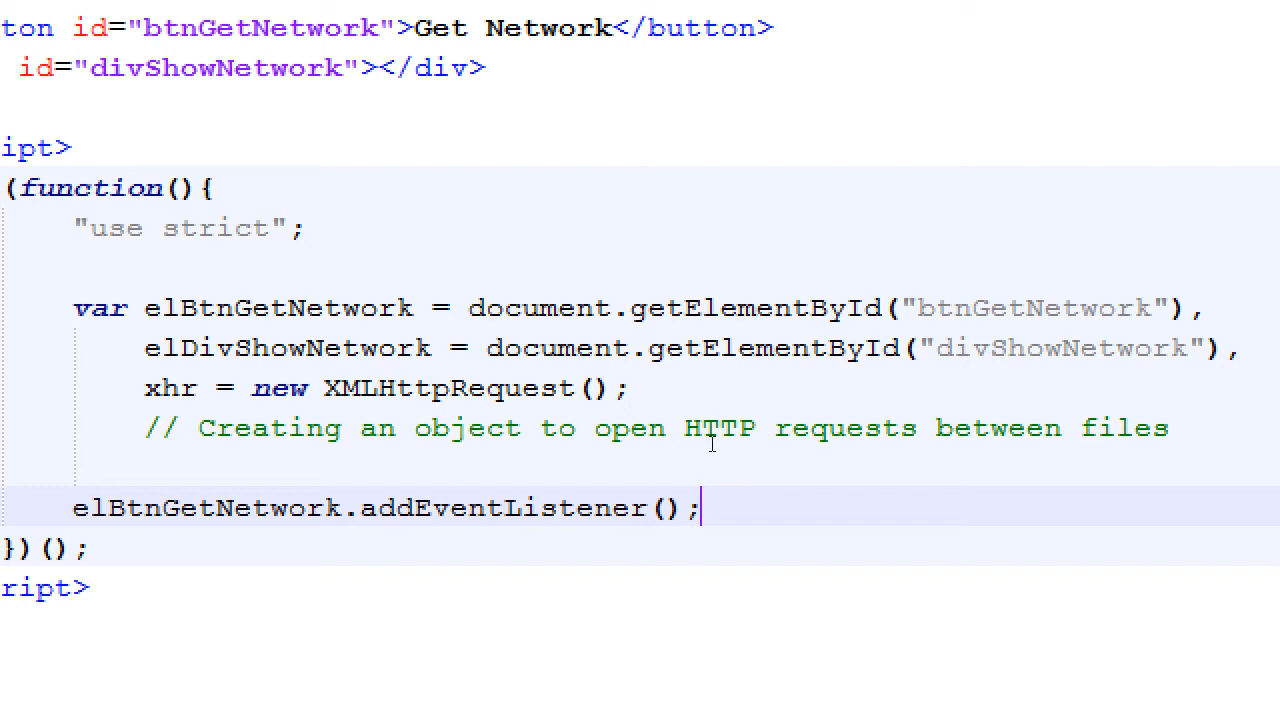 ton id="btnGetNetwork">Get Network</button>
id="divShowNetwork"></div>
ipt>
(function(){
"use strict";
var elBtnGetNetwork = document.getElementById("btnGetNetwork"),
elDivShowNetwork = document.getElementById("divShowNetwork"),
xhr = new XMLHttpRequest();
// Creating an object to open HTTP requests between files
elBtnGetNetwork.addEventListener();
})();
ript>